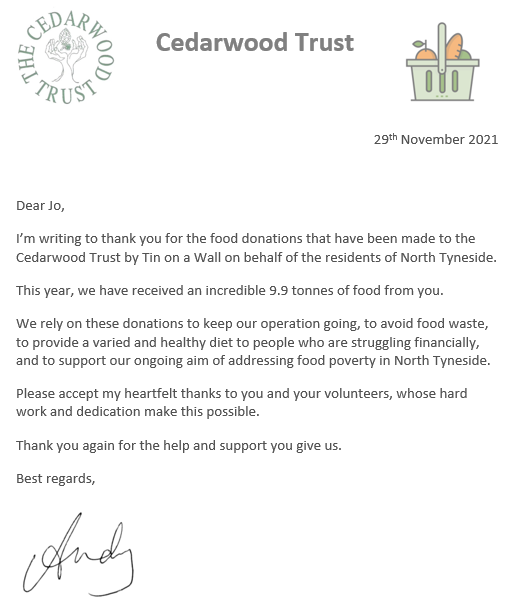 THE CEDARWOOD TRUST
Cedarwood Trust
29th November 2021
Dear Jo,
I'm writing to thank you for the food donations that have been made to the
Cedarwood Trust by Tin on a Wall on behalf of the residents of North Tyneside.
This year, we have received an incredible 9.9 tonnes of food from you.
We rely on these donations to keep our operation going, to avoid food waste,
to provide a varied and healthy diet to people who are struggling financially,
and to support our ongoing aim of addressing food poverty in North Tyneside.
Please accept my heartfelt thanks to you and your volunteers, whose hard
work and dedication make this possible.
Thank you again for the help and support you give us.
Best regards,
Andy